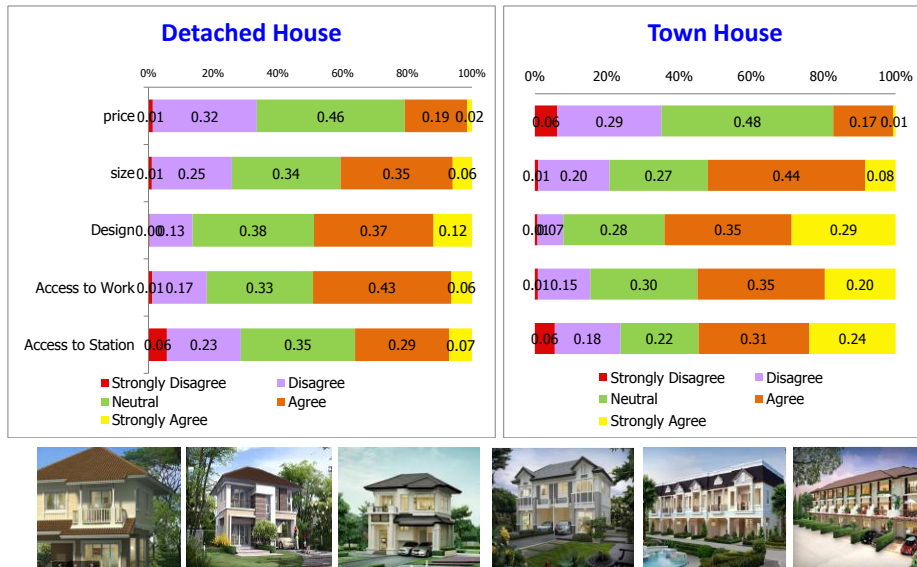 Detached House
0% 20% 40% 60% 80% 100%
price 0.01 0.32 0.46 0.19 0.02
size 0.01 0.25 0.34 0.35 0.06
Design 0.00 0.13 0.38 0.37 0.12
Access to Work 0.01 0.17 0.33 0.43 0.06
Access to Station 0.06 0.23 0.35 0.29 0.07
Strongly Disagree Disagree
Neutral Agree
Strongly Agree
Town House
0% 20% 40% 60% 80% 100%
0.06 0.29 0.48 0.17 0.01
0.01 0.20 0.27 0.44 0.08
0.01 0.07 0.28 0.35 0.29
0.01 0.15 0.30 0.35 0.20
0.06 0.18 0.22 0.31 0.24
Strongly Disagree Disagree
Neutral Agree
Strongly Agree